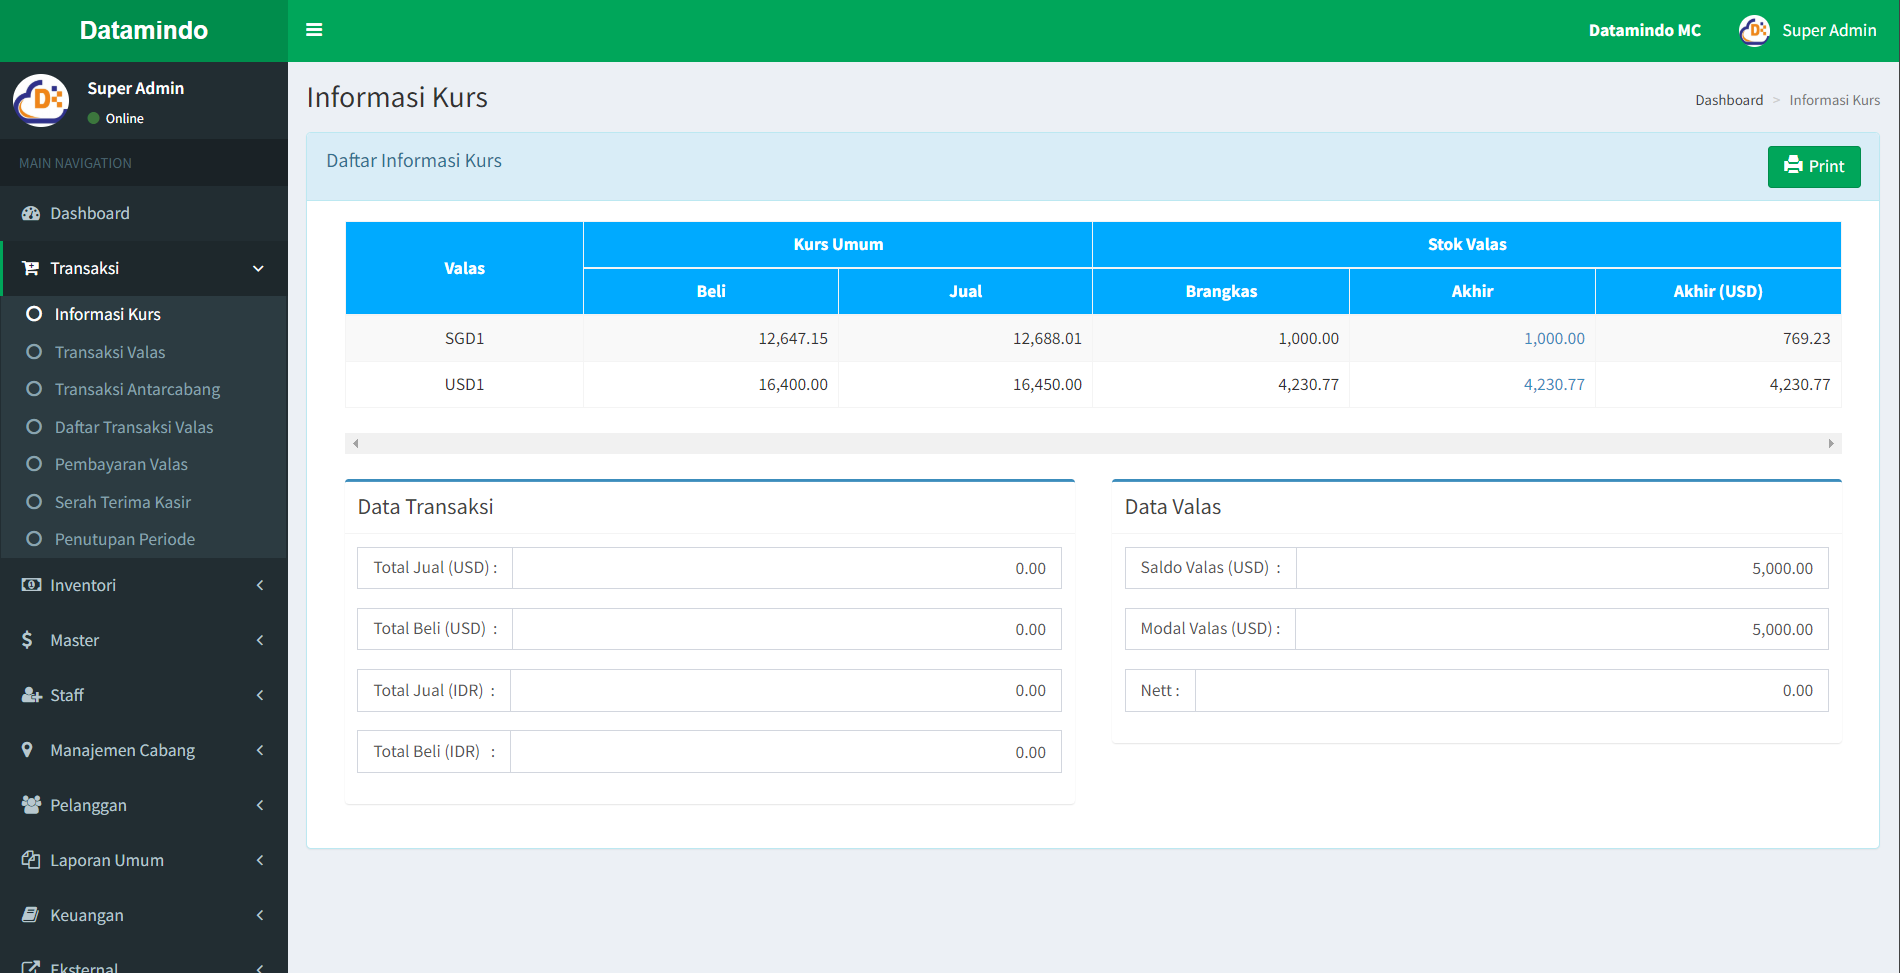 Datamindo
Datamindo MC
Super Admin
Super Admin
Online
MAIN NAVIGATION
Dashboard
Transaksi
Informasi Kurs
Transaksi Valas
Transaksi Antarcabang
Daftar Transaksi Valas
Pembayaran Valas
Serah Terima Kasir
Penutupan Periode
Inventori
Master
Staff
Manajemen Cabang
Pelanggan
Laporan Umum
Keuangan
Eksternal
Informasi Kurs
Dashboard > Informasi Kurs
Daftar Informasi Kurs
Print
Valas Kurs Umum Stok Valas
Beli Jual Brangkas Akhir Akhir (USD)
SGD1 12,647.15 12,688.01 1,000.00 1,000.00 769.23
USD1 16,400.00 16,450.00 4,230.77 4,230.77 4,230.77
Data Transaksi
Total Jual (USD) : 0.00
Total Beli (USD) : 0.00
Total Jual (IDR) : 0.00
Total Beli (IDR) : 0.00
Data Valas
Saldo Valas (USD) : 5,000.00
Modal Valas (USD) : 5,000.00
Nett : 0.00